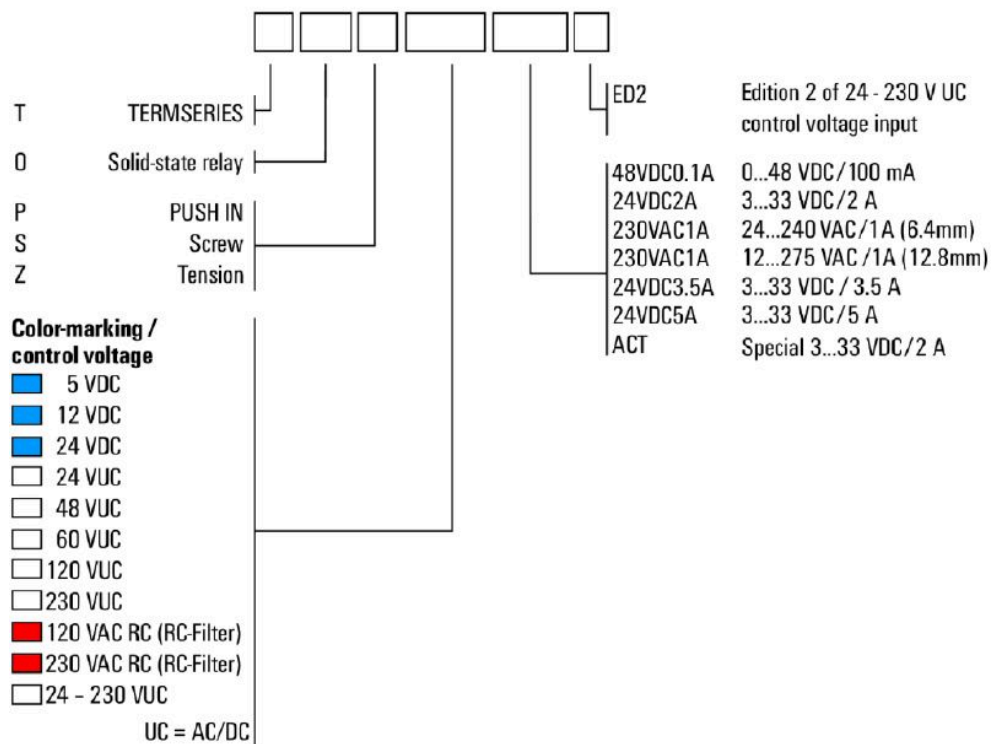 T TERMSERIES
O Solid-state relay
P PUSH IN
S Screw
Z Tension
Color-marking /
control voltage
5 VDC
12 VDC
24 VDC
24 VUC
48 VUC
60 VUC
120 VUC
230 VUC
120 VAC RC (RC-Filter)
230 VAC RC (RC-Filter)
24 – 230 VUC
UC = AC/DC
ED2 Edition 2 of 24 - 230 V UC
control voltage input
48VDC0.1A 0...48 VDC/100 mA
24VDC2A 3...33 VDC/2 A
230VAC1A 24...240 VAC/1A (6.4mm)
230VAC1A 12...275 VAC/1A (12.8mm)
24VDC3.5A 3...33 VDC / 3.5 A
24VDC5A 3...33 VDC/5 A
ACT Special 3...33 VDC/2 A